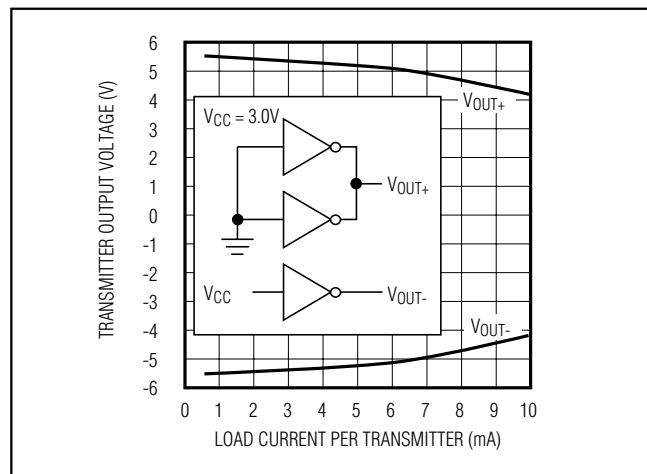 TRANSMITTER OUTPUT VOLTAGE (V)
6
5
4
3
2
1
0
-1
-2
-3
-4
-5
-6
VCC = 3.0V
VOUT+
VOUT+
VCC
VOUT-
VOUT-
0 1 2 3 4 5 6 7 8 9 10
LOAD CURRENT PER TRANSMITTER (mA)